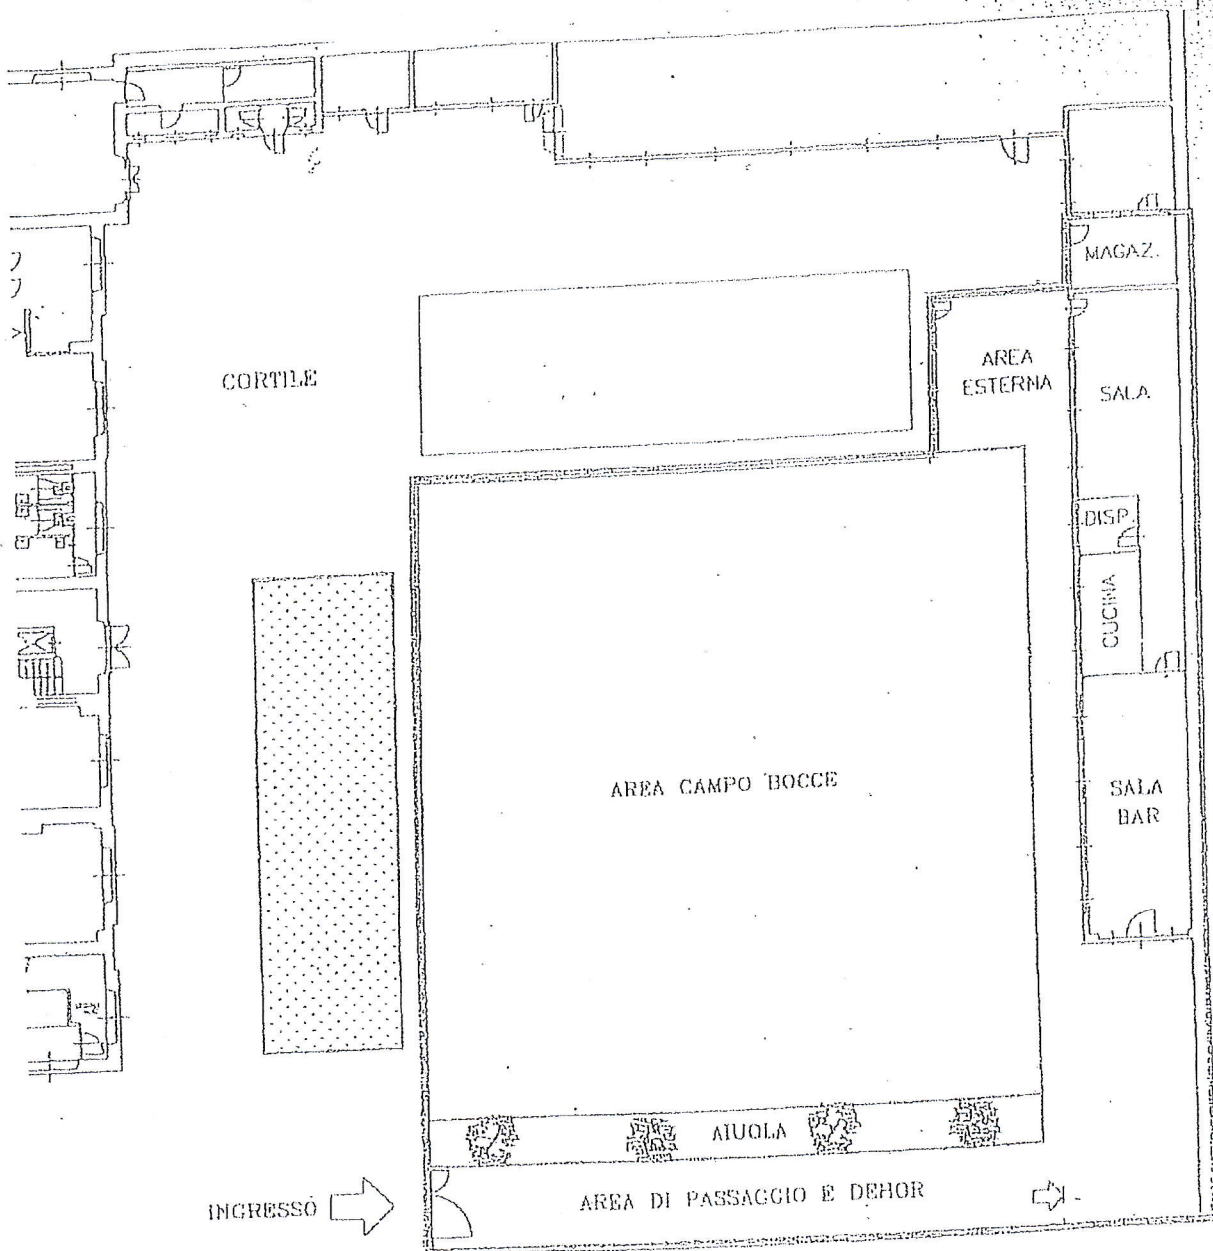 MAGAZ.
CORTILE
AREA
ESTERNA
SALA
DISP.
CUCINA
AREA CAMPO BOCCE
SALA
BAR
AIUOLA
INGRESSO
AREA DI PASSAGGIO E DEHOR